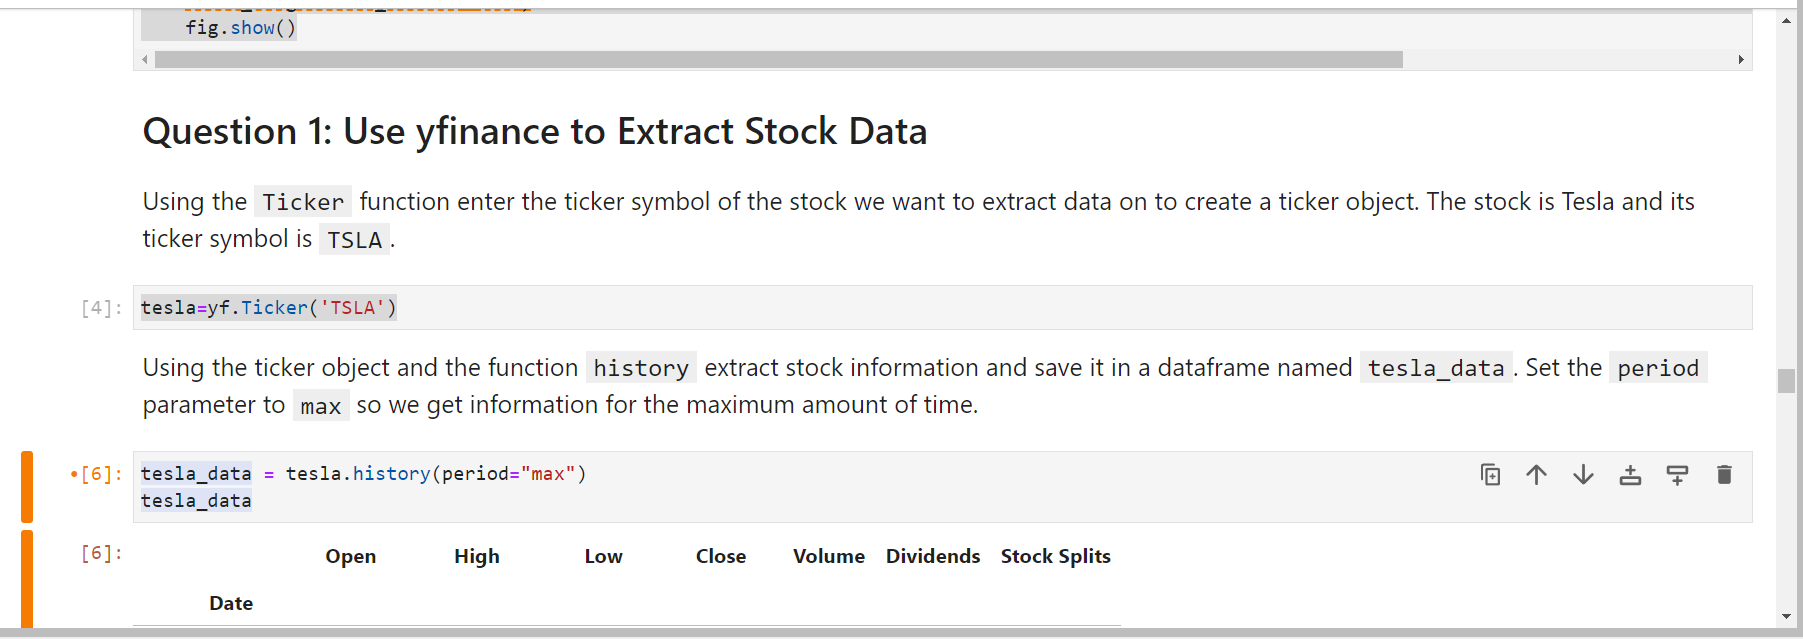 fig.show()
Question 1: Use yfinance to Extract Stock Data
Using the Ticker function enter the ticker symbol of the stock we want to extract data on to create a ticker object. The stock is Tesla and its
ticker symbol is TSLA.
[4]: tesla=yf.Ticker('TSLA')
Using the ticker object and the function history extract stock information and save it in a dataframe named tesla_data. Set the period
parameter to max so we get information for the maximum amount of time.
•[6]: tesla_data = tesla.history(period="max")
tesla_data
[6]: Open High Low Close Volume Dividends Stock Splits
Date